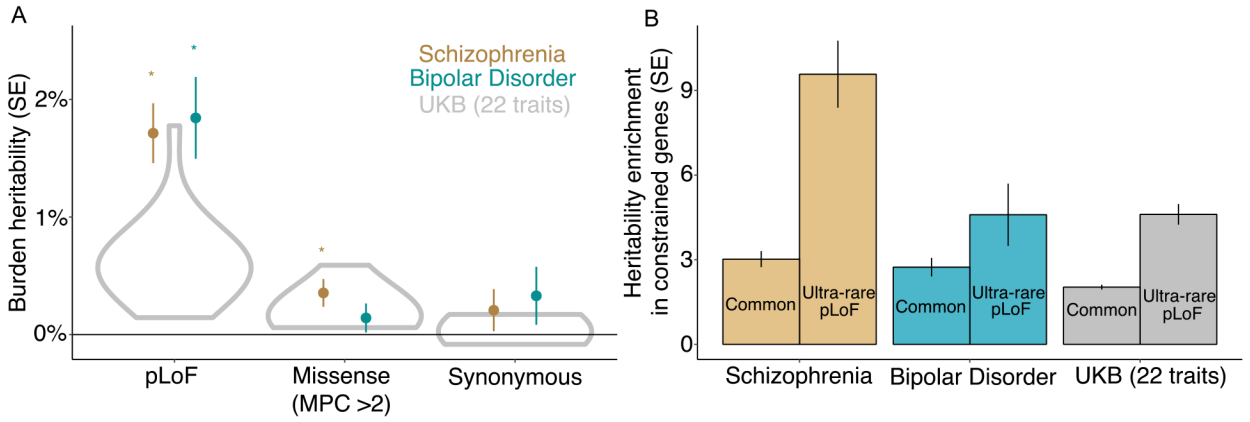 A
Burden heritability (SE)
2%
1%
0%
*
*
*
Schizophrenia
Bipolar Disorder
UKB (22 traits)
pLoF
Missense
(MPC >2)
Synonymous
B
Heritability enrichment
in constrained genes (SE)
9
6
3
0
Common
Ultra-rare
pLoF
Common
Ultra-rare
pLoF
Common
Ultra-rare
pLoF
Schizophrenia
Bipolar Disorder
UKB (22 traits)